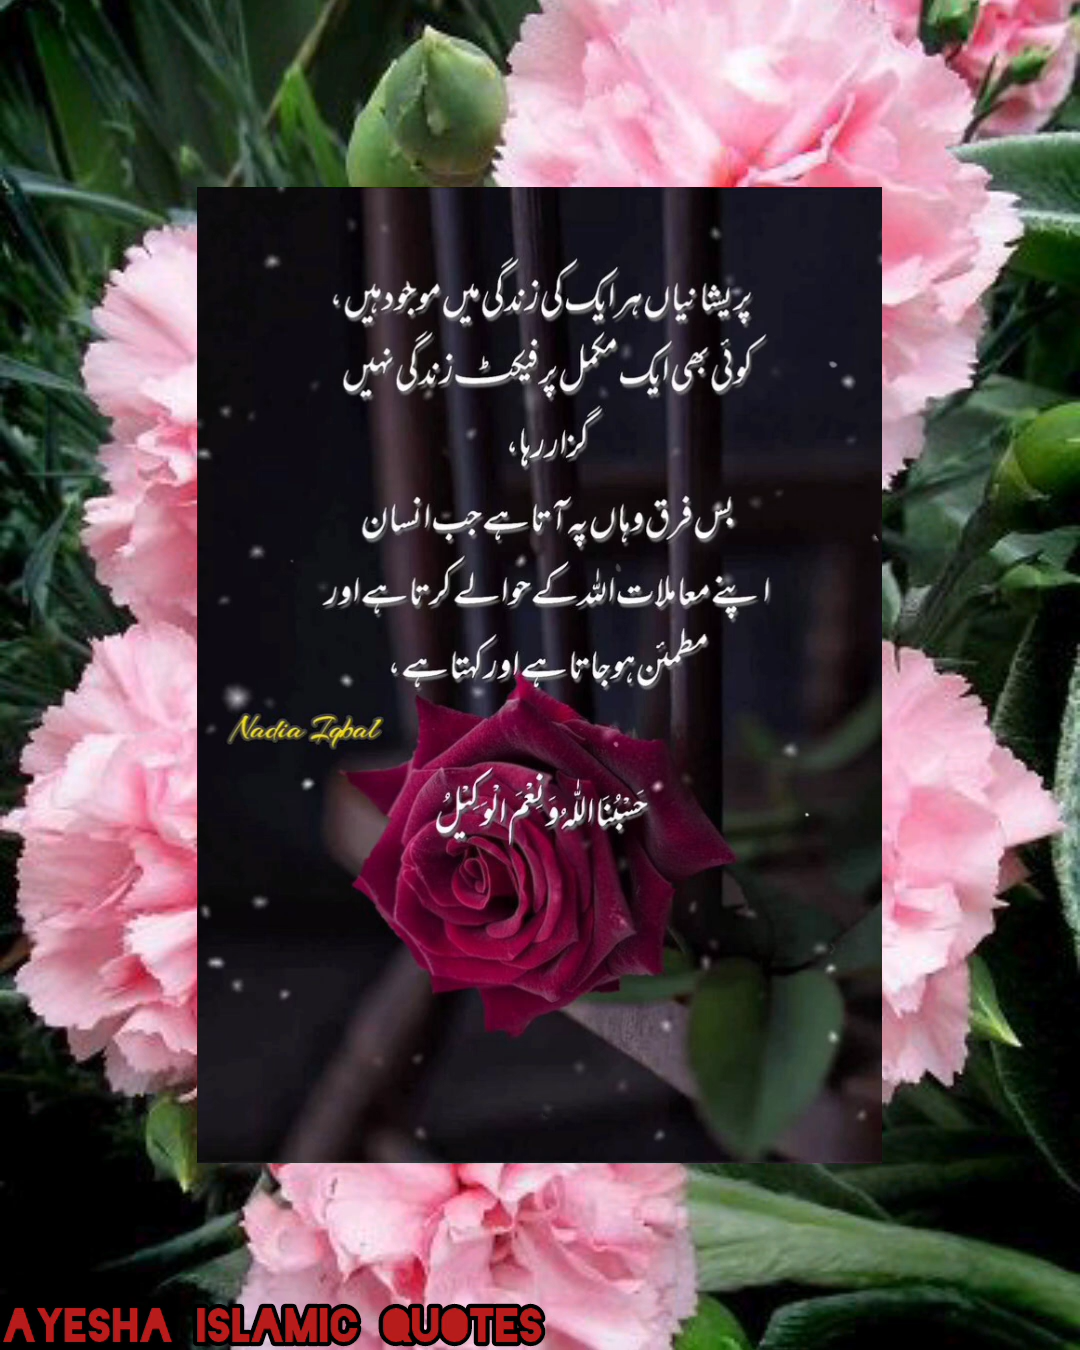 پریشانیاں ہر ایک کی زندگی میں موجود ہیں،
کوئی بھی ایک مکمل پرفیکٹ زندگی نہیں
گزار رہا،
بس فرق وہاں پہ آتا ہے جب انسان
اپنے معاملات اللہ کے حوالے کرتا ہے اور
مطمئن ہو جاتا ہے اور کہتا ہے،
Nadia Iqbal
حَسْبُنَا اللّٰهُ وَنِعْمَ الْوَكِیْلُ
AYESHA ISLAMIC QUOTES